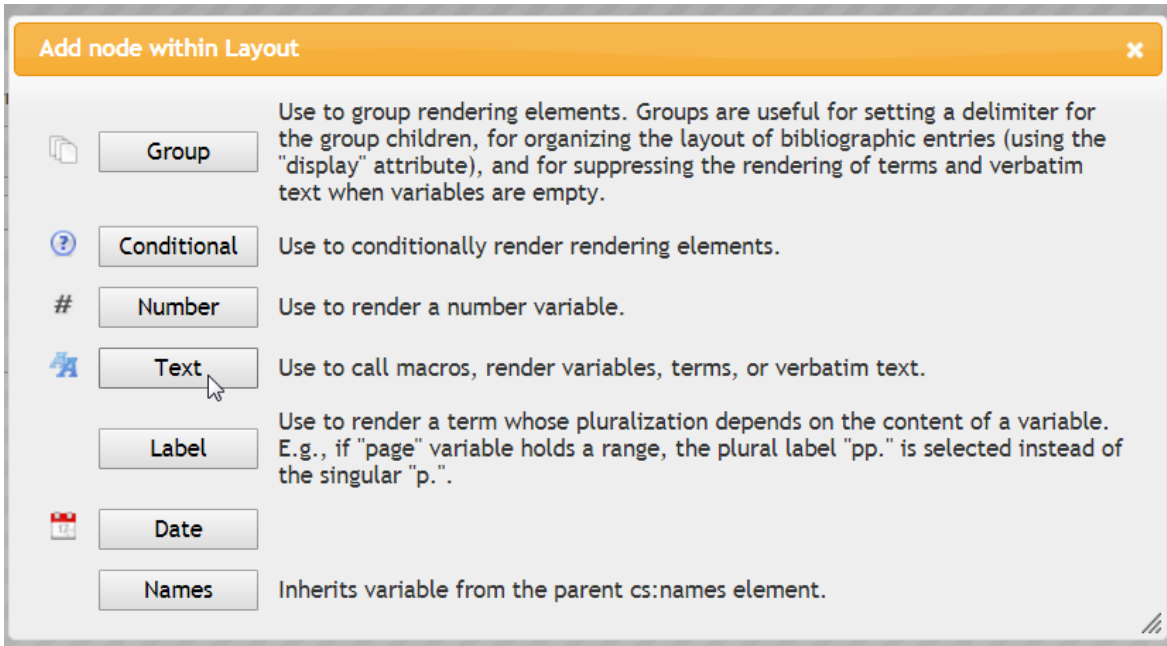 Add node within Layout
Group
Use to group rendering elements. Groups are useful for setting a delimiter for
the group children, for organizing the layout of bibliographic entries (using the
"display" attribute), and for suppressing the rendering of terms and verbatim
text when variables are empty.
Conditional
Use to conditionally render rendering elements.
#
Number
Use to render a number variable.
Text
Use to call macros, render variables, terms, or verbatim text.
Label
Use to render a term whose pluralization depends on the content of a variable.
E.g., if "page" variable holds a range, the plural label "pp." is selected instead of
the singular "p.".
Date
Names
Inherits variable from the parent cs:names element.